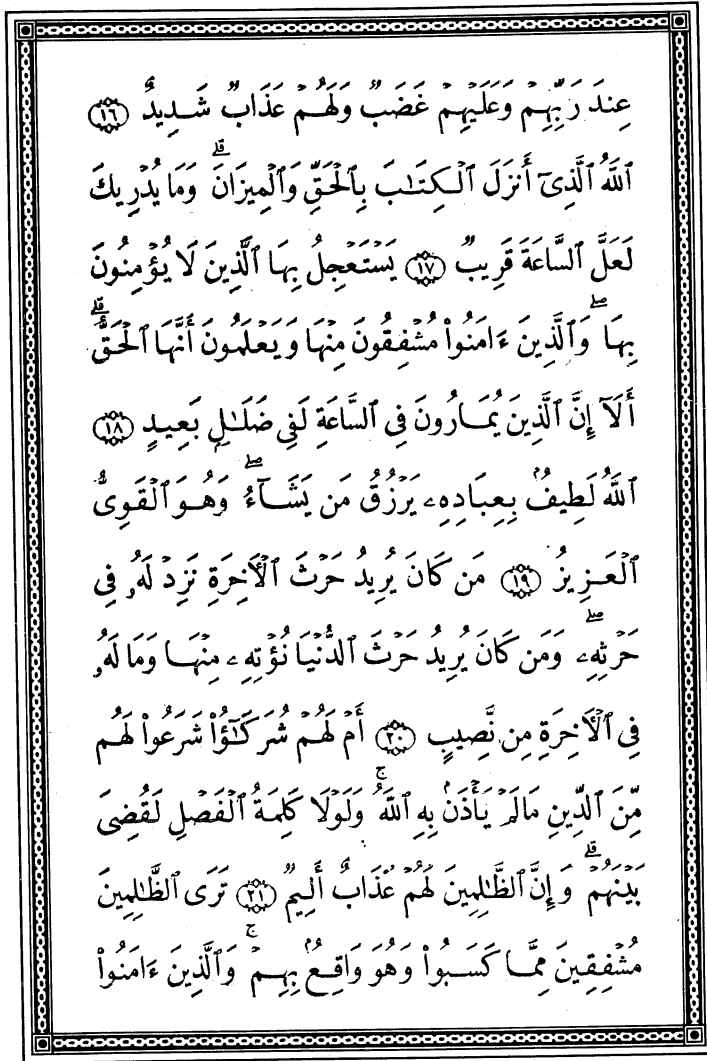 عِندَ رَبِّهِمْ وَعَلَيْهِمْ غَضَبٌ وَلَهُمْ عَذَابٌ شَدِيدٌ ۝١٦
ٱللَّهُ ٱلَّذِىٓ أَنزَلَ ٱلْكِتَٰبَ بِٱلْحَقِّ وَٱلْمِيزَانَ ۗ وَمَا يُدْرِيكَ
لَعَلَّ ٱلسَّاعَةَ قَرِيبٌ ۝١٧ يَسْتَعْجِلُ بِهَا ٱلَّذِينَ لَا يُؤْمِنُونَ
بِهَا ۖ وَٱلَّذِينَ ءَامَنُوا۟ مُشْفِقُونَ مِنْهَا وَيَعْلَمُونَ أَنَّهَا ٱلْحَقُّ ۗ
أَلَآ إِنَّ ٱلَّذِينَ يُمَارُونَ فِى ٱلسَّاعَةِ لَفِى ضَلَٰلٍۭ بَعِيدٍ ۝١٨
ٱللَّهُ لَطِيفٌۢ بِعِبَادِهِۦ يَرْزُقُ مَن يَشَآءُ ۖ وَهُوَ ٱلْقَوِىُّ
ٱلْعَزِيزُ ۝١٩ مَن كَانَ يُرِيدُ حَرْثَ ٱلْـَٔاخِرَةِ نَزِدْ لَهُۥ فِى
حَرْثِهِۦ ۖ وَمَن كَانَ يُرِيدُ حَرْثَ ٱلدُّنْيَا نُؤْتِهِۦ مِنْهَا وَمَا لَهُۥ
فِى ٱلْـَٔاخِرَةِ مِن نَّصِيبٍ ۝٢٠ أَمْ لَهُمْ شُرَكَٰٓؤُا۟ شَرَعُوا۟ لَهُم
مِّنَ ٱلدِّينِ مَا لَمْ يَأْذَنۢ بِهِ ٱللَّهُ ۚ وَلَوْلَا كَلِمَةُ ٱلْفَصْلِ لَقُضِىَ
بَيْنَهُمْ ۗ وَإِنَّ ٱلظَّٰلِمِينَ لَهُمْ عَذَابٌ أَلِيمٌ ۝٢١ تَرَى ٱلظَّٰلِمِينَ
مُشْفِقِينَ مِمَّا كَسَبُوا۟ وَهُوَ وَاقِعٌۢ بِهِمْ ۗ وَٱلَّذِينَ ءَامَنُوا۟